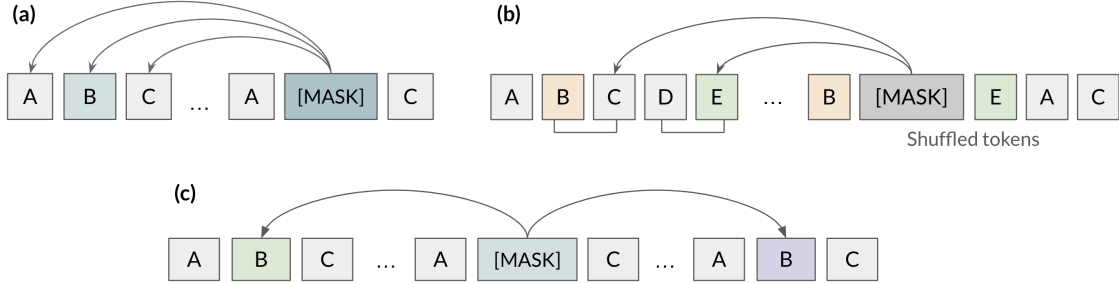 (a)
A B C ... A [MASK] C
(b)
A B C D E ... B [MASK] E A C
Shuffled tokens
(c)
A B C ... A [MASK] C ... A B C